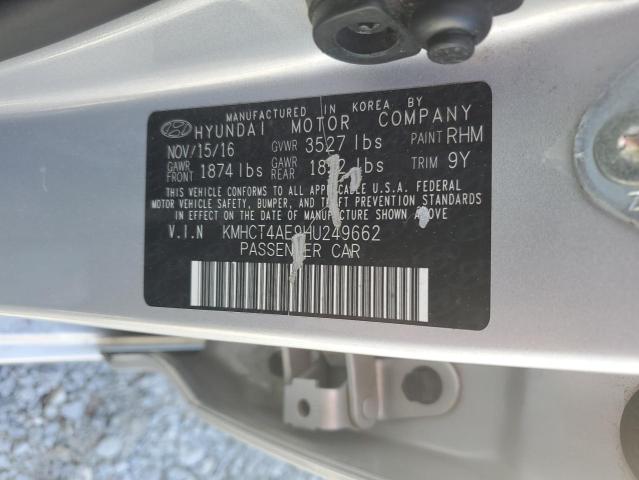 MANUFACTURED IN KOREA BY
HYUNDAI MOTOR COMPANY
NOV/15/16 GVWR 3527 lbs PAINT RHM
GAWR FRONT 1874 lbs GAWR REAR lbs TRIM 9Y
THIS VEHICLE CONFORMS TO ALL APPLICABLE U.S.A. FEDERAL
MOTOR VEHICLE SAFETY, BUMPER, AND THEFT PREVENTION STANDARDS
IN EFFECT ON THE DATE OF MANUFACTURE SHOWN ABOVE.
V.I.N KMHCT4AE9HU249662
PASSENGER CAR